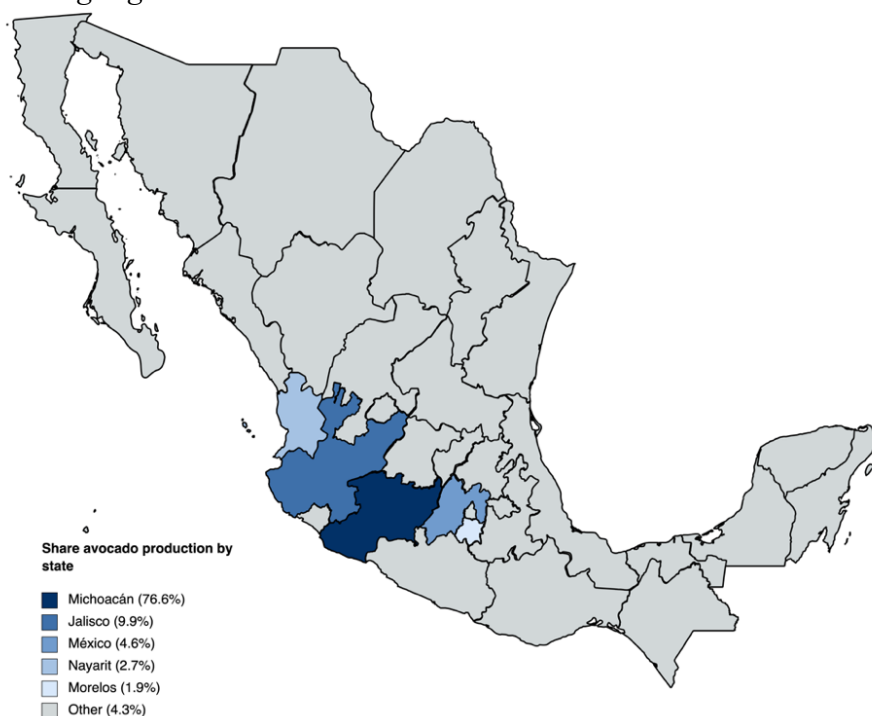 Share avocado production by
state
Michoacán (76.6%)
Jalisco (9.9%)
México (4.6%)
Nayarit (2.7%)
Morelos (1.9%)
Other (4.3%)